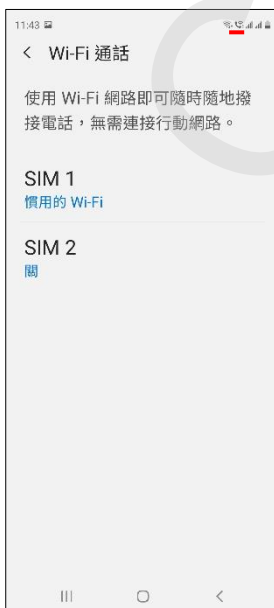 11:43
Wi-Fi 通話
使用 Wi-Fi 網路即可隨時隨地撥
接電話，無需連接行動網路。
SIM 1
慣用的 Wi-Fi
SIM 2
關